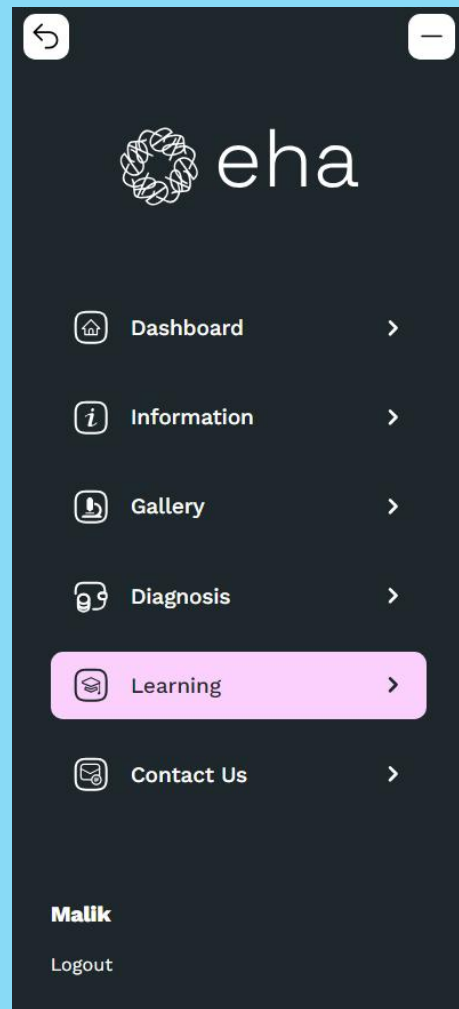 eha
Dashboard
Information
Gallery
Diagnosis
Learning
Contact Us
Malik
Logout